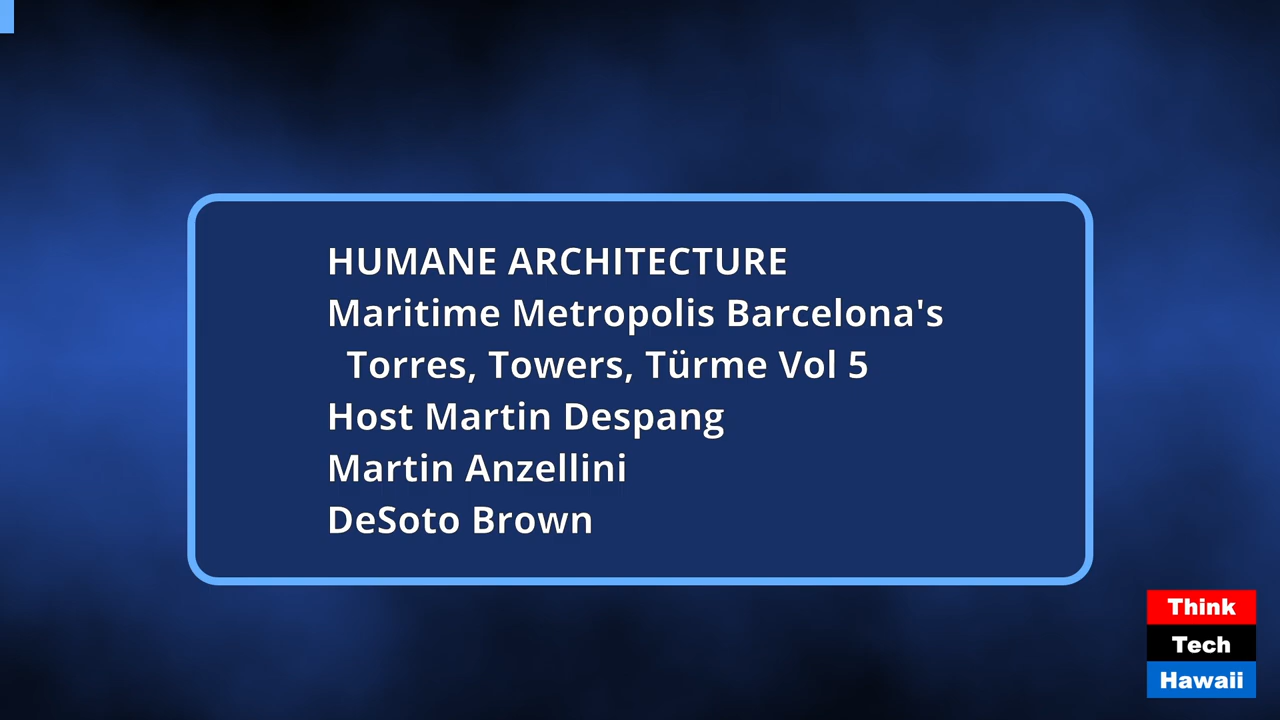 HUMANE ARCHITECTURE
Maritime Metropolis Barcelona's
Torres, Towers, Türme Vol 5
Host Martin Despang
Martin Anzellini
DeSoto Brown
Think
Tech
Hawaii